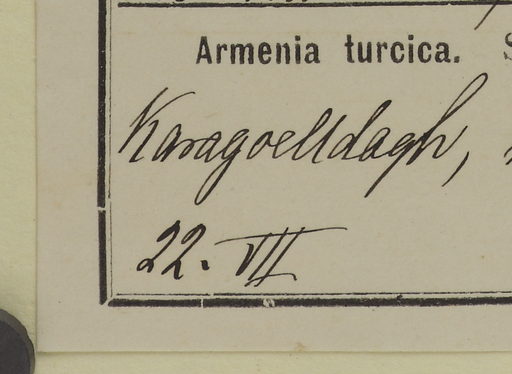 Armenia turcica. S
Karagoelldagh,
22. VII